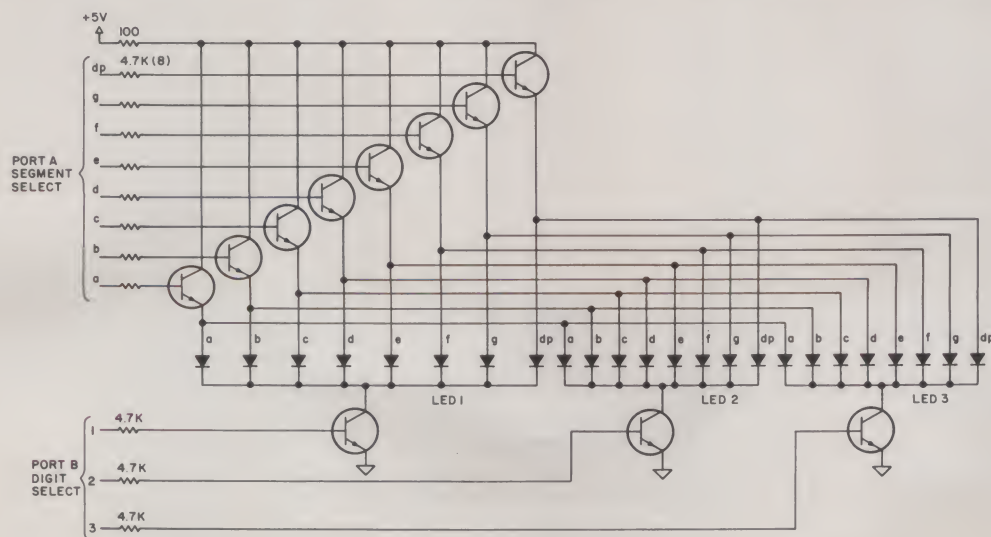 +5V
100
dp 4.7K(8)
g
f
e
PORT A
SEGMENT
SELECT
d
c
b
a
a b c d e f g dp a b c d e f g dp a b c d e f g dp
LED 1 LED 2 LED 3
1 4.7K
PORT B
DIGIT
SELECT
2 4.7K
3 4.7K